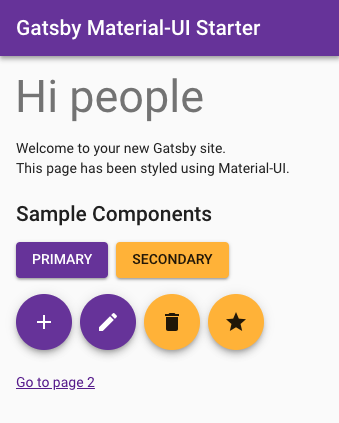 Gatsby Material-UI Starter
Hi people
Welcome to your new Gatsby site.
This page has been styled using Material-UI.
Sample Components
PRIMARY SECONDARY
Go to page 2